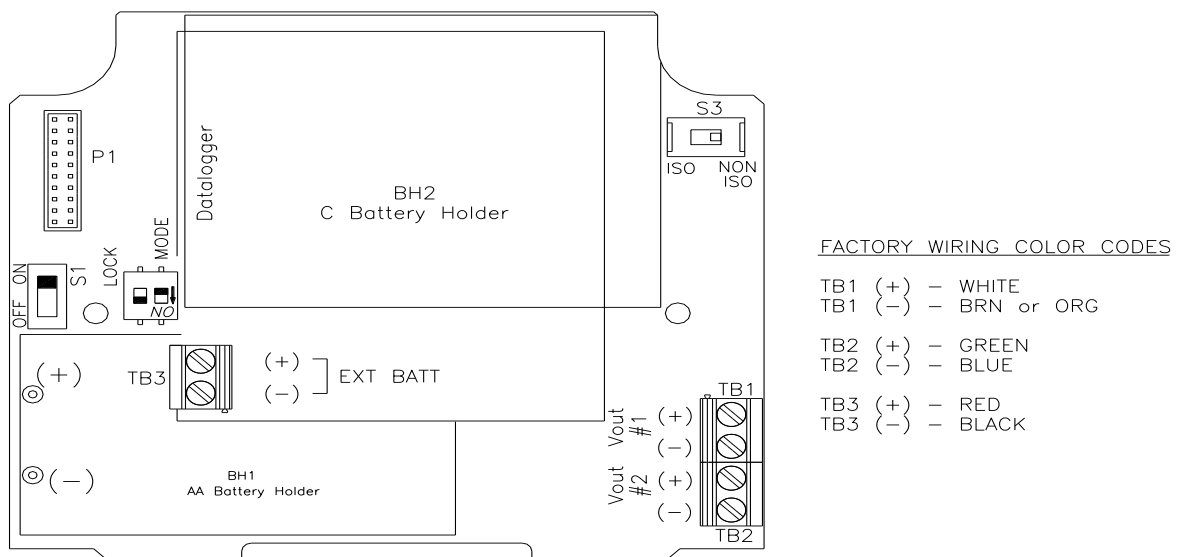 S3
ISO
NON
ISO
P1
Datalogger
BH2
C Battery Holder
MODE
LOCK
ON
OFF
S1
NO
FACTORY WIRING COLOR CODES
TB1 (+) – WHITE
TB1 (–) – BRN or ORG
TB2 (+) – GREEN
TB2 (–) – BLUE
TB3 (+) – RED
TB3 (–) – BLACK
(+)
(–)
TB3
(+)
(–)
EXT BATT
BH1
AA Battery Holder
TB1
Vout
#1
(+)
(–)
Vout
#2
(+)
(–)
TB2